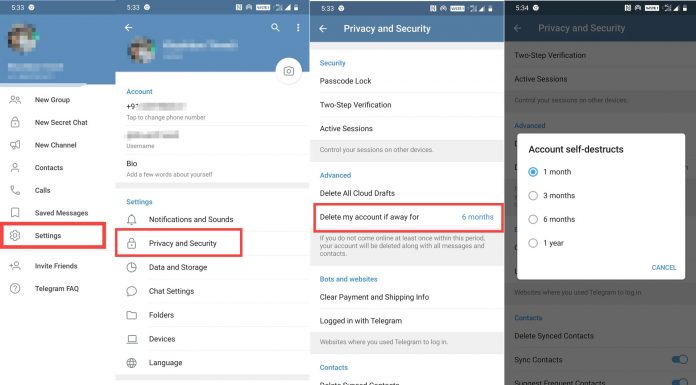 5:33
New Group
New Secret Chat
New Channel
Contacts
Calls
Saved Messages
Settings
Invite Friends
Telegram FAQ
5:33
Account
+91
Tap to change phone number
Username
Bio
Add a few words about yourself
Settings
Notifications and Sounds
Privacy and Security
Data and Storage
Chat Settings
Folders
Devices
Language
5:33
Privacy and Security
Security
Passcode Lock
Two-Step Verification
Active Sessions
Control your sessions on other devices.
Advanced
Delete All Cloud Drafts
Delete my account if away for 6 months
If you do not come online at least once within this period,
your account will be deleted along with all messages and
contacts.
Bots and websites
Clear Payment and Shipping Info
Logged in with Telegram
Websites where you used Telegram to log in.
Contacts
Delete Synced Contacts
5:34
Privacy and Security
Two-Step Verification
Active Sessions
Control your sessions on other devices.
Advanced
Account self-destructs
1 month
3 months
6 months
1 year
CANCEL
Websites where you used Telegram to log in.
Contacts
Delete Synced Contacts
Sync Contacts
Suggest Frequent Contacts